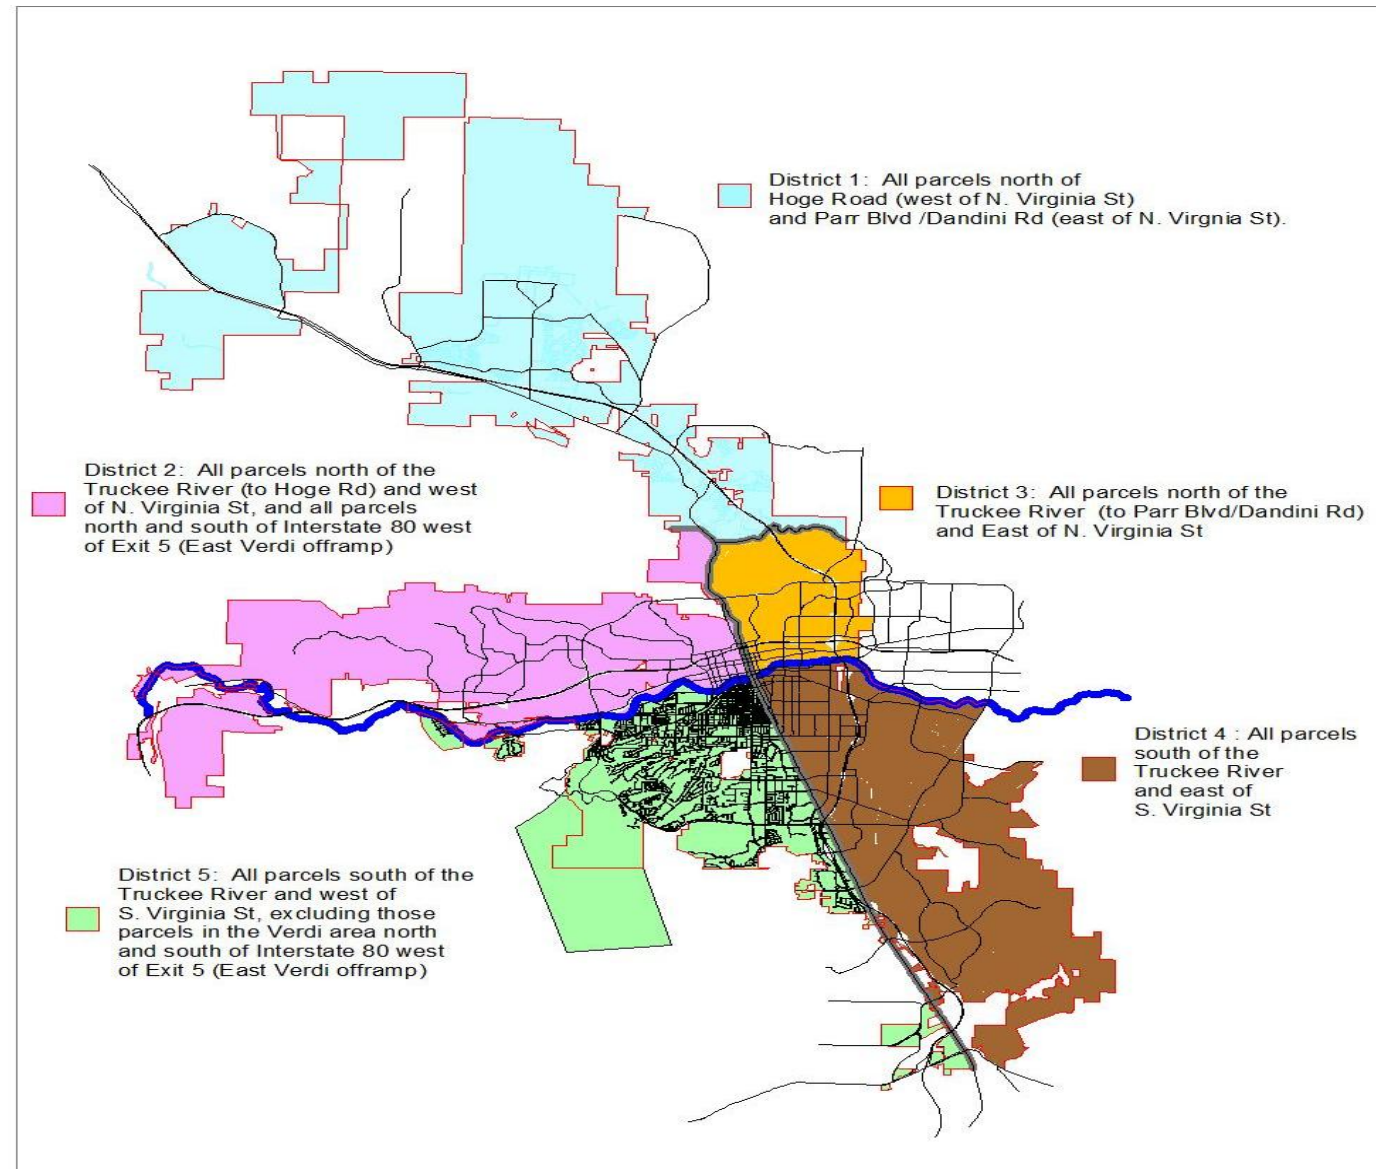 District 1:  All parcels north of
Hoge Road (west of N. Virginia St)
and Parr Blvd /Dandini Rd (east of N. Virgnia St).
District 2:  All parcels north of the
Truckee River (to Hoge Rd) and west
of N. Virginia St, and all parcels
north and south of Interstate 80 west
of Exit 5 (East Verdi offramp)
District 3:  All parcels north of the
Truckee River  (to Parr Blvd/Dandini Rd)
and East of N. Virginia St
District 4 : All parcels
south of the
Truckee River
and east of
S. Virginia St
District 5:  All parcels south of the
Truckee River and west of
S. Virginia St, excluding those
parcels in the Verdi area north
and south of Interstate 80 west
of Exit 5 (East Verdi offramp)